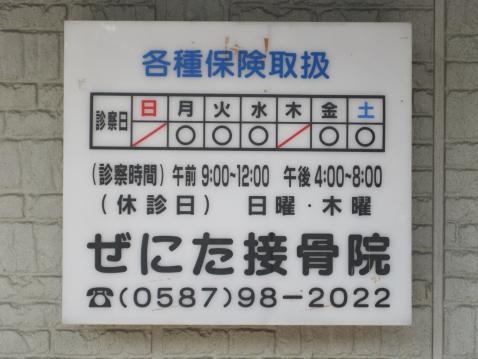 各種保険取扱
診察日 日 月 火 水 木 金 土
／ ○ ○ ○ ／ ○ ○
(診察時間) 午前 9:00~12:00 午後 4:00~8:00
(休診日) 日曜・木曜
ぜにた接骨院
☎(0587)98-2022